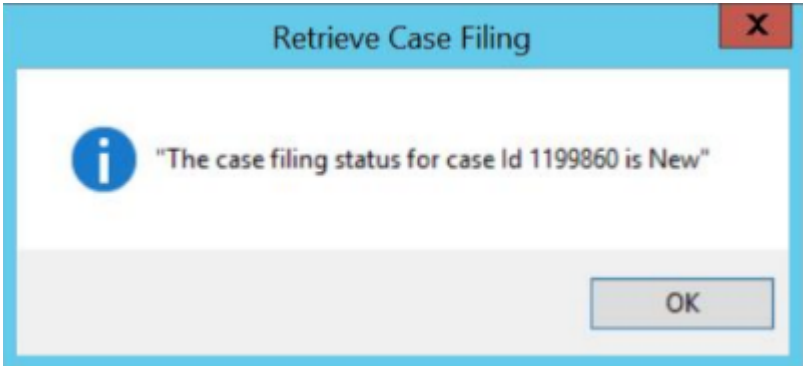 Retrieve Case Filing
X
"The case filing status for case Id 1199860 is New"
OK